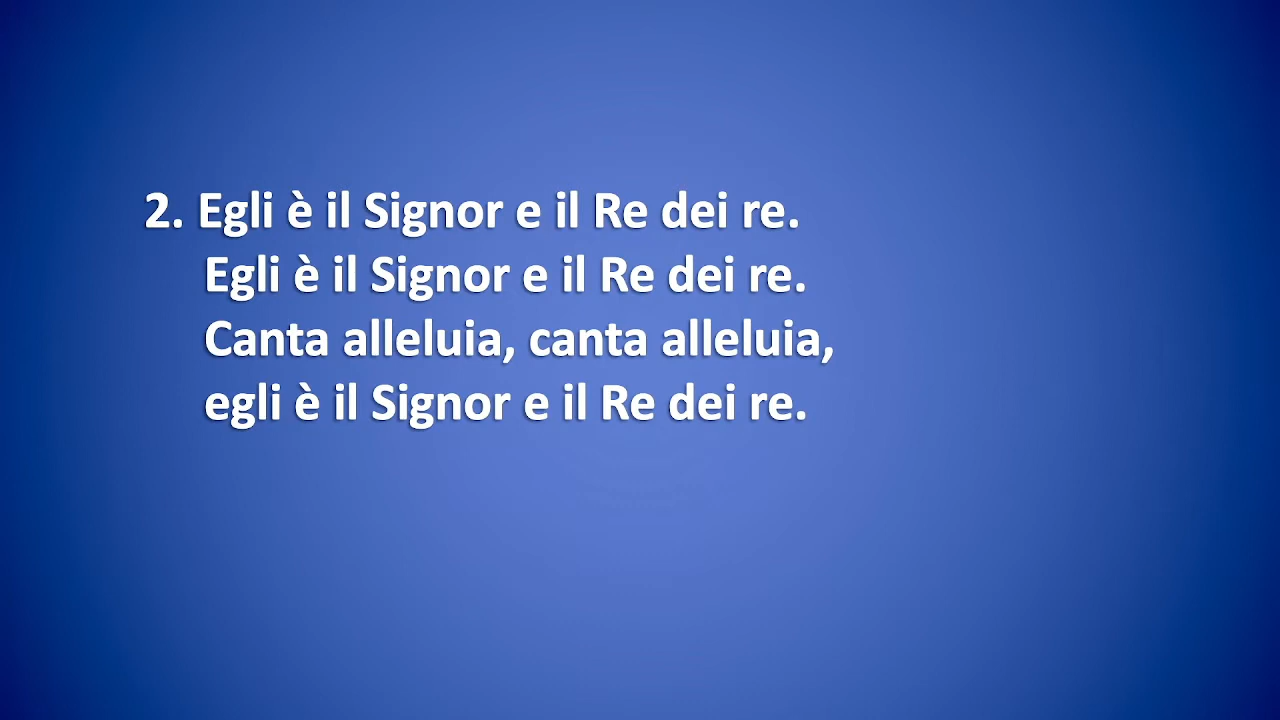 2. Egli è il Signor e il Re dei re.
Egli è il Signor e il Re dei re.
Canta alleluia, canta alleluia,
egli è il Signor e il Re dei re.